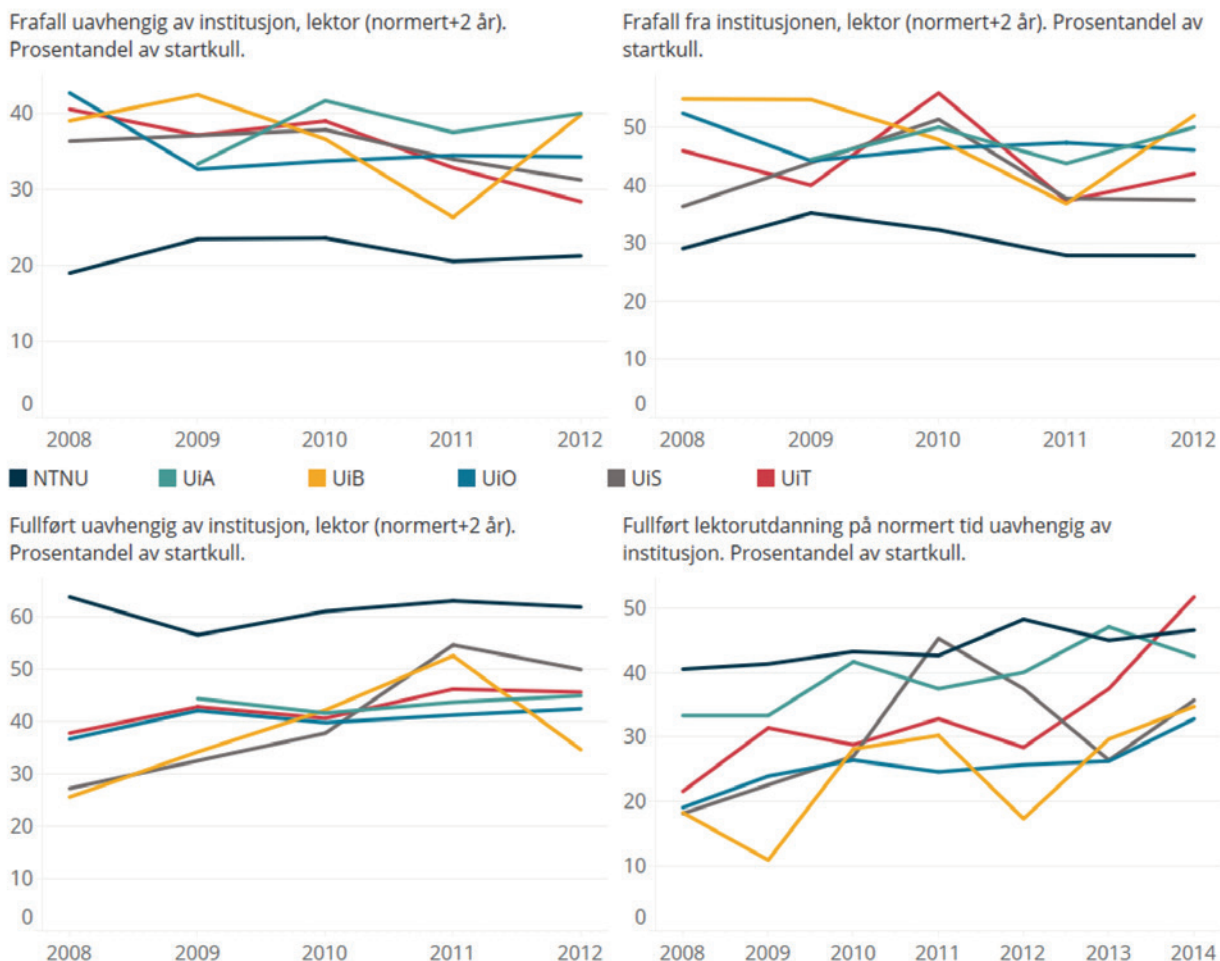 Frafall uavhengig av institusjon, lektor (normert+2 år).
Prosentandel av startkull.
40
30
20
10
0
2008 2009 2010 2011 2012
Frafall fra institusjonen, lektor (normert+2 år). Prosentandel av
startkull.
50
40
30
20
10
0
2008 2009 2010 2011 2012
NTNU UiA UiB UiO UiS UiT
Fullført uavhengig av institusjon, lektor (normert+2 år).
Prosentandel av startkull.
60
50
40
30
20
10
0
2008 2009 2010 2011 2012
Fullført lektorutdanning på normert tid uavhengig av
institusjon. Prosentandel av startkull.
50
40
30
20
10
0
2008 2009 2010 2011 2012 2013 2014